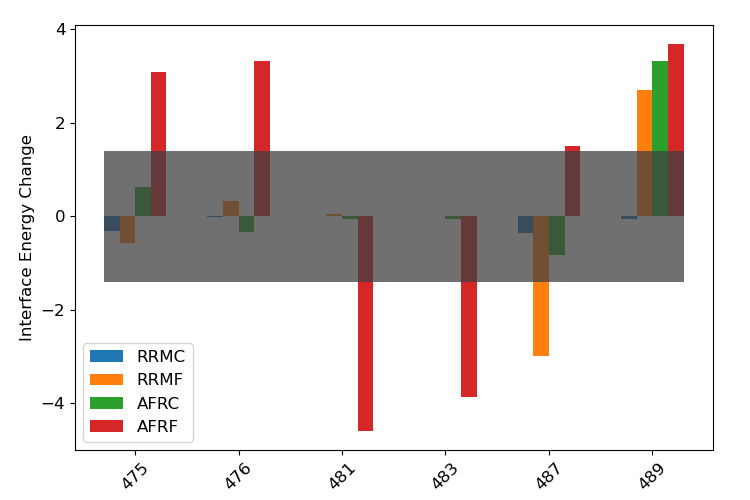 Interface Energy Change
4
2
0
−2
−4
RRMC
RRMF
AFRC
AFRF
475 476 481 483 487 489